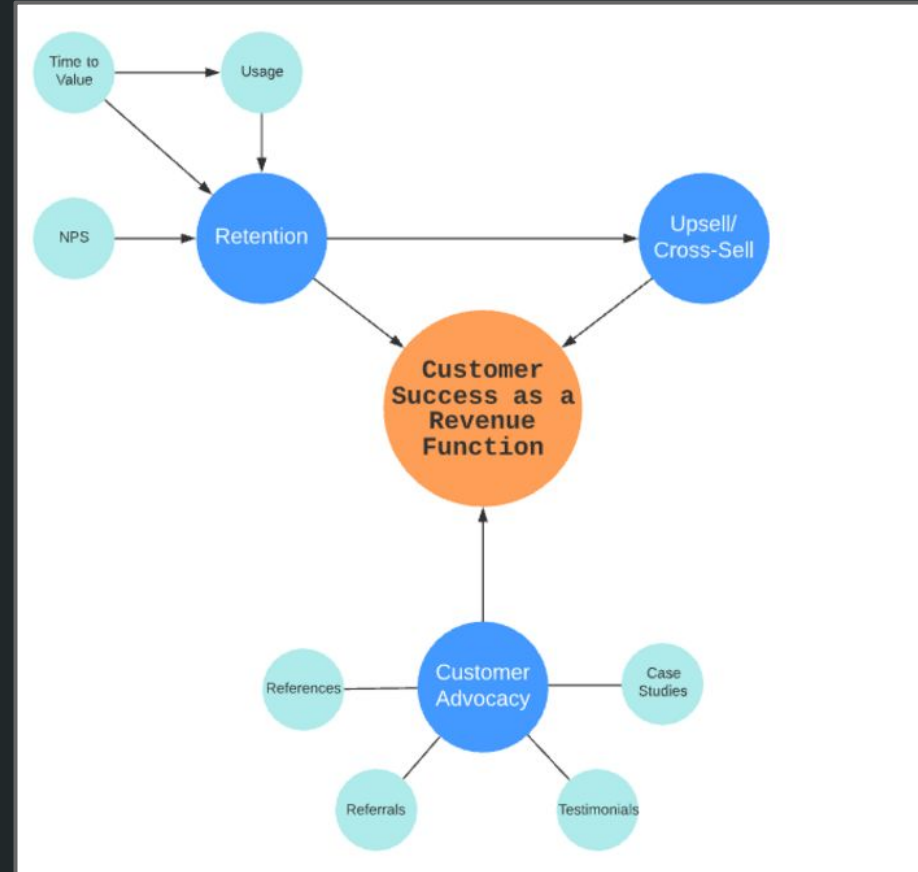 Time to
Value
Usage
NPS
Retention
Upsell/
Cross-Sell
Customer
Success as a
Revenue
Function
Customer
Advocacy
References
Case
Studies
Referrals
Testimonials